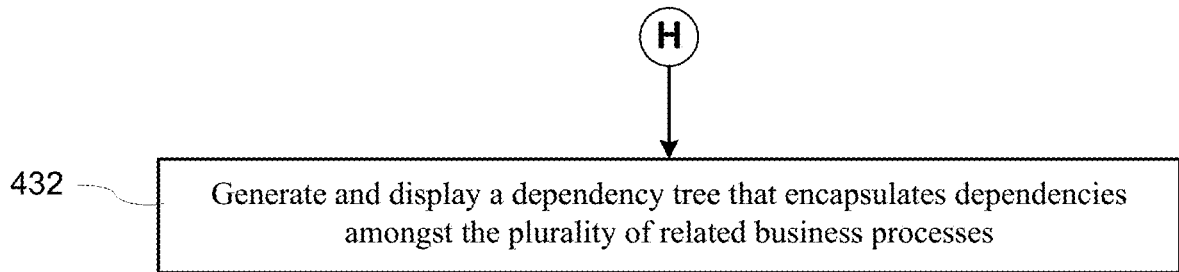 H
432
Generate and display a dependency tree that encapsulates dependencies
amongst the plurality of related business processes